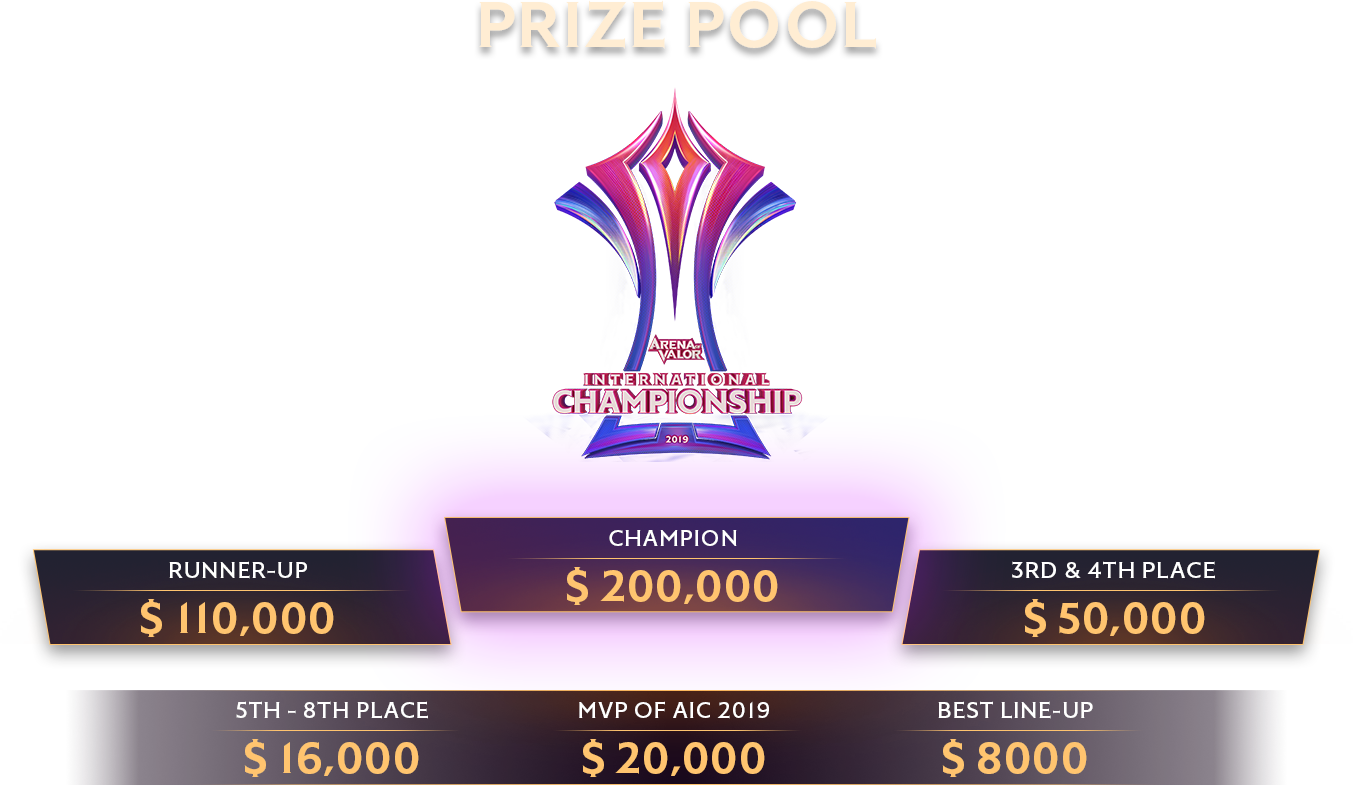 PRIZE POOL
ARENA OF
VALOR
INTERNATIONAL
CHAMPIONSHIP
2019
CHAMPION
$ 200,000
RUNNER-UP
$ 110,000
3RD & 4TH PLACE
$ 50,000
5TH - 8TH PLACE
$ 16,000
MVP OF AIC 2019
$ 20,000
BEST LINE-UP
$ 8000